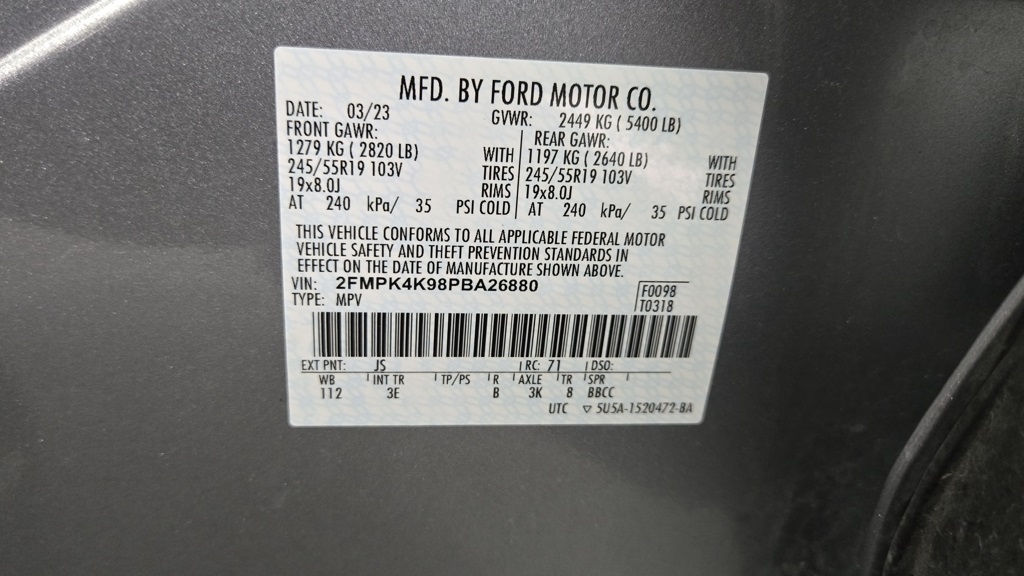 MFD. BY FORD MOTOR CO.
DATE: 03/23 GVWR: 2449 KG ( 5400 LB)
FRONT GAWR: REAR GAWR:
1279 KG ( 2820 LB) WITH 1197 KG ( 2640 LB) WITH
245/55R19 103V TIRES 245/55R19 103V TIRES
19x8.0J RIMS 19x8.0J RIMS
AT 240 kPa/ 35 PSI COLD AT 240 kPa/ 35 PSI COLD
THIS VEHICLE CONFORMS TO ALL APPLICABLE FEDERAL MOTOR
VEHICLE SAFETY AND THEFT PREVENTION STANDARDS IN
EFFECT ON THE DATE OF MANUFACTURE SHOWN ABOVE.
VIN: 2FMPK4K98PBA26880 F0098
TYPE: MPV T0318
EXT PNT: JS RC: 71 DSO:
WB INT TR TP/PS R AXLE TR SPR
112 3E B 3K 8 BBCC
UTC ▽ 5U5A-1520472-BA